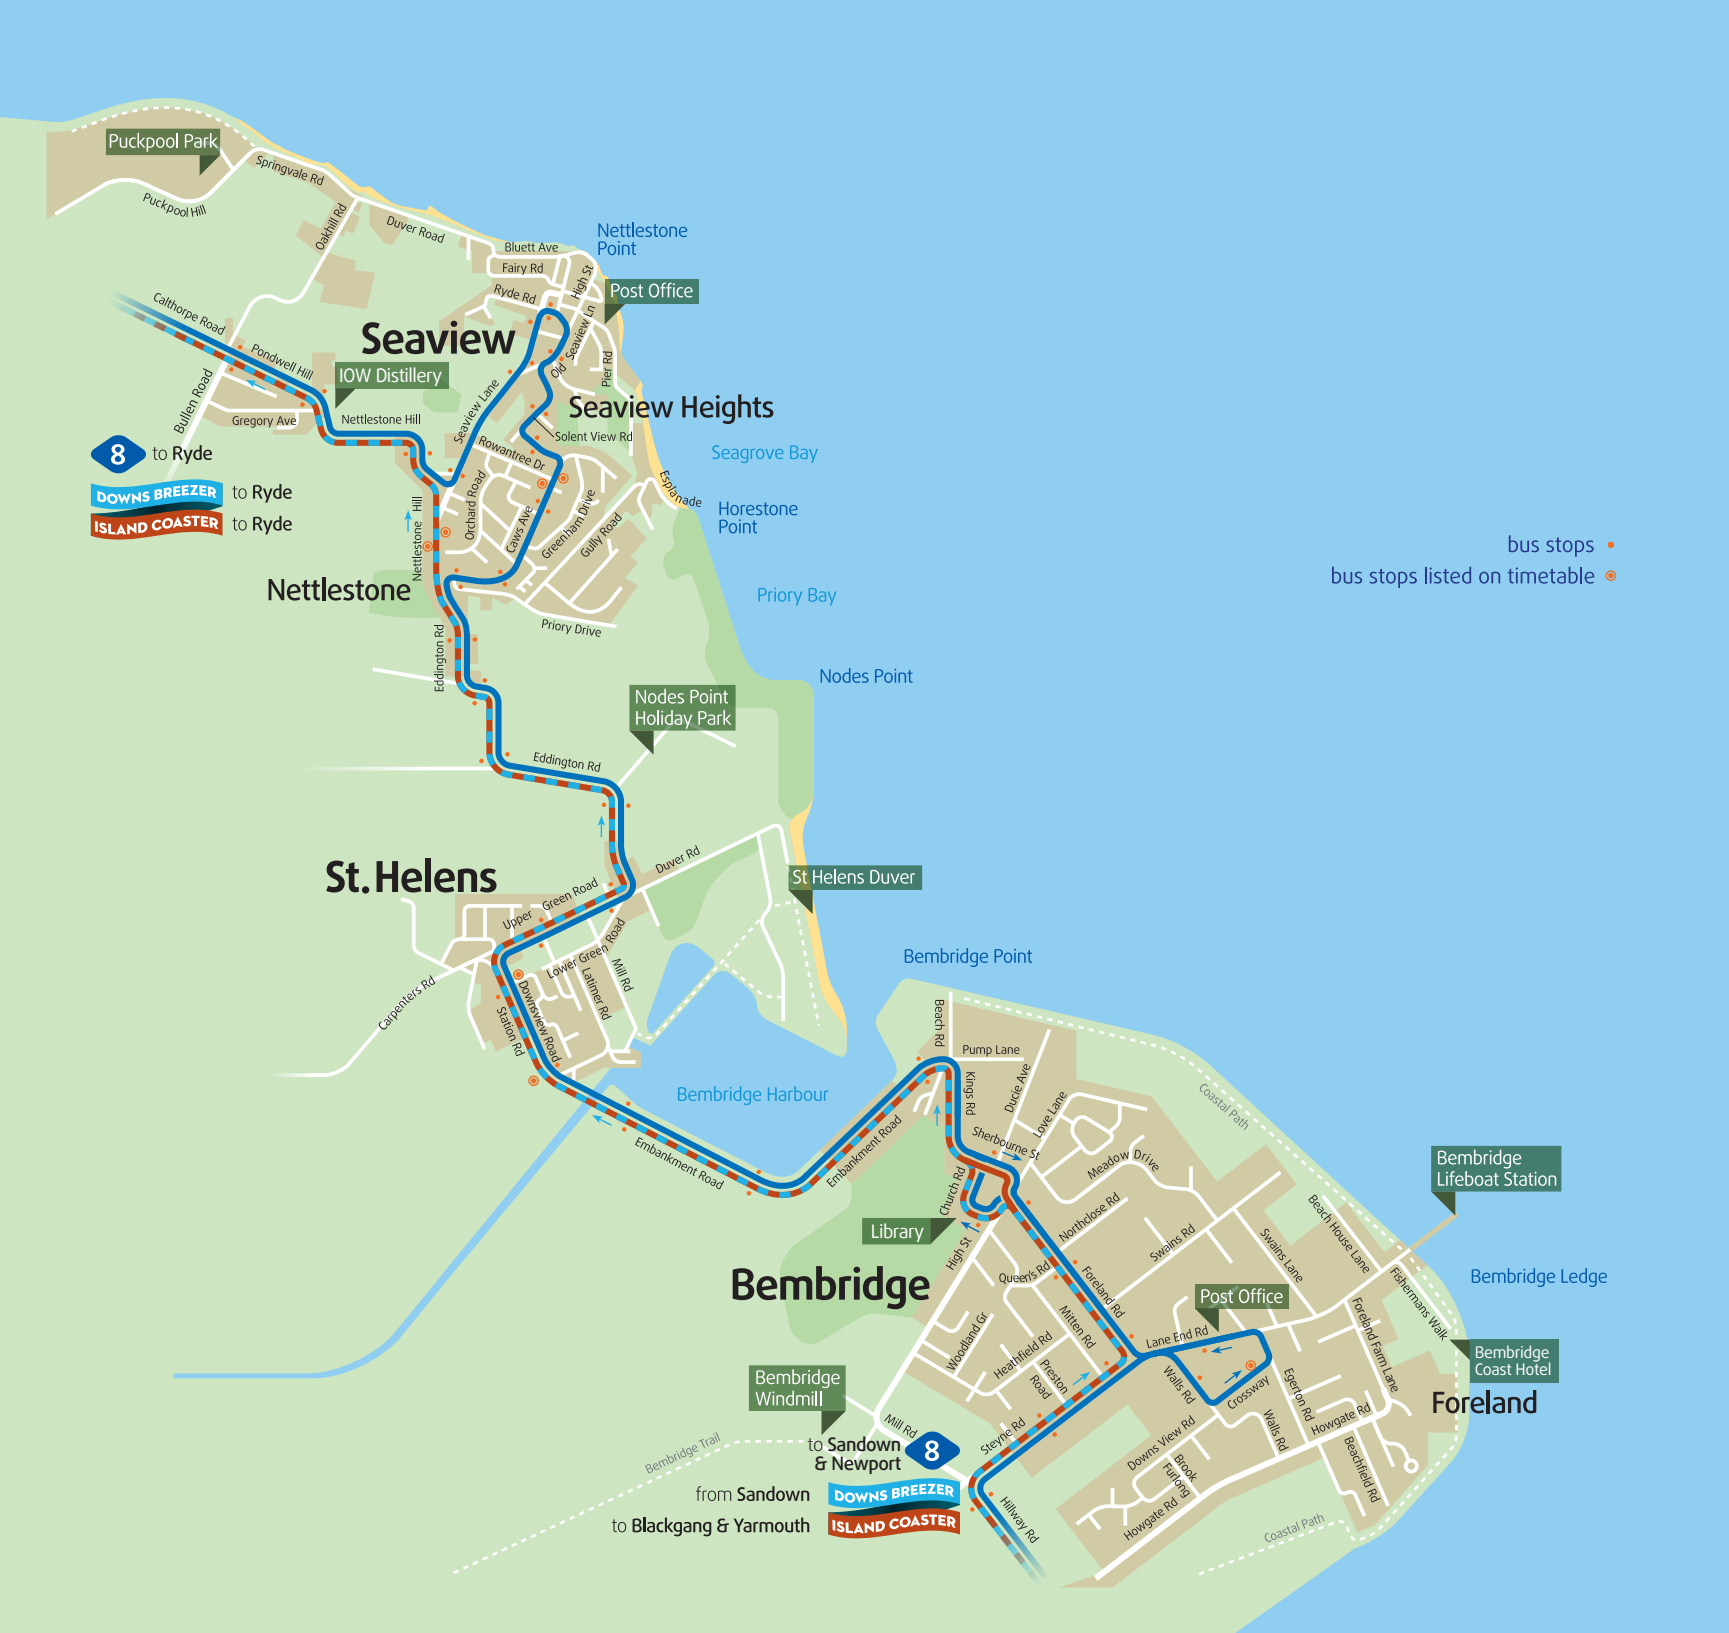 Puckpool Park
Springvale Rd
Puckpool Hill
Oakhill Rd
Duver Road
Bluett Ave
Nettlestone
Point
Fairy Rd
High St
Ryde Rd
Post Office
Calthorpe Road
Seaview
Old Seaview Ln
Pondwell Hill
IOW Distillery
Pier Rd
Bullen Road
Gregory Ave
Nettlestone Hill
Seaview Lane
Seaview Heights
Solent View Rd
8 to Ryde
Rowantree Dr
Seagrove Bay
DOWNS BREEZER to Ryde
ISLAND COASTER to Ryde
Esplanade
Nettlestone Hill
Orchard Road
Caws Ave
Greenham Drive
Gully Road
Horestone
Point
bus stops
bus stops listed on timetable
Nettlestone
Priory Bay
Priory Drive
Eddington Rd
Nodes Point
Nodes Point
Holiday Park
Eddington Rd
St. Helens
Duver Rd
St Helens Duver
Upper Green Road
Lower Green Road
Mill Rd
Latimer Rd
Downsview Road
Station Rd
Carpenters Rd
Bembridge Point
Beach Rd
Pump Lane
Bembridge Harbour
Kings Rd
Ducie Ave
Love Lane
Coastal Path
Embankment Road
Embankment Road
Sherbourne St
Meadow Drive
Church Rd
Bembridge
Lifeboat Station
Library
High St
Northclose Rd
Swains Rd
Swains Lane
Beach House Lane
Bembridge
Queen's Rd
Foreland Rd
Post Office
Fishermans Walk
Bembridge Ledge
Mitten Rd
Lane End Rd
Foreland Farm Lane
Woodland Gr
Heathfield Rd
Preston
Road
Walls Rd
Crossway
Egerton Rd
Bembridge
Coast Hotel
Bembridge
Windmill
Foreland
Mill Rd
Steyne Rd
Downs View Rd
Walls Rd
Howgate Rd
to Sandown
& Newport
8
Bembridge Trail
Brook
Furlong
Beachfield Rd
from Sandown
DOWNS BREEZER
to Blackgang & Yarmouth
ISLAND COASTER
Hillway Rd
Howgate Rd
Coastal Path